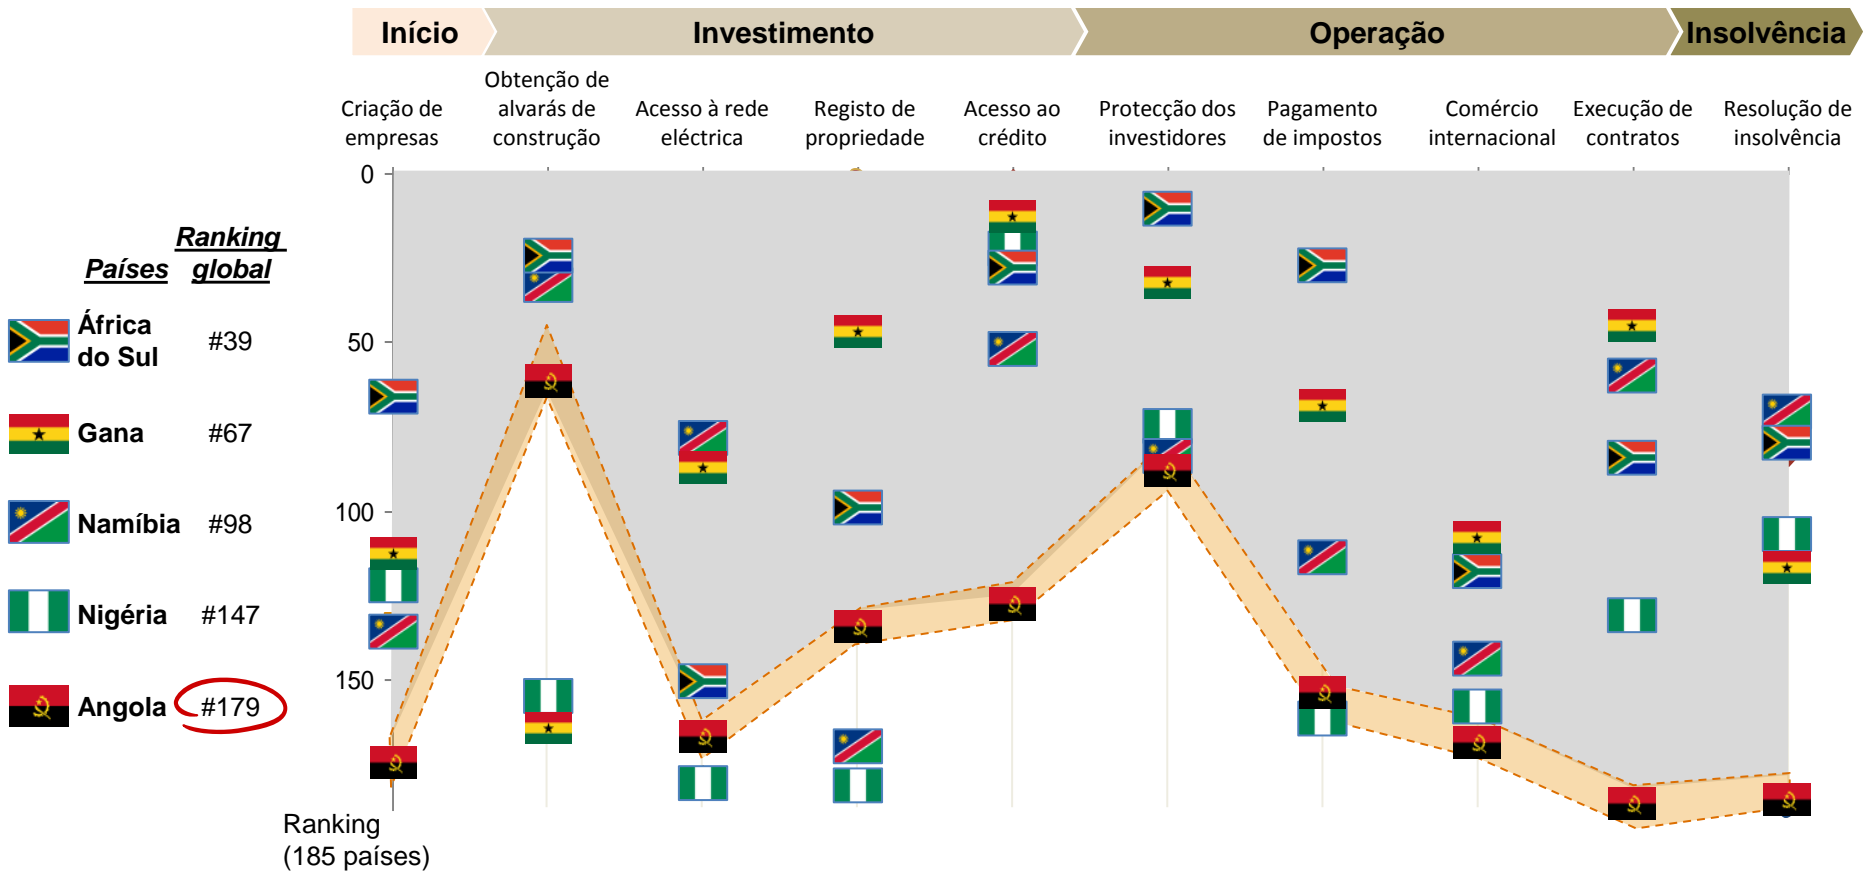 Início
Investimento
Operação
Insolvência
Criação de
empresas
Obtenção de
alvarás de
construção
Acesso à rede
eléctrica
Registo de
propriedade
Acesso ao
crédito
Protecção dos
investidores
Pagamento
de impostos
Comércio
internacional
Execução de
contratos
Resolução de
insolvência
Países
Ranking
global
África
do Sul
#39
Gana
#67
Namíbia
#98
Nigéria
#147
Angola
#179
0
50
100
150
Ranking
(185 países)